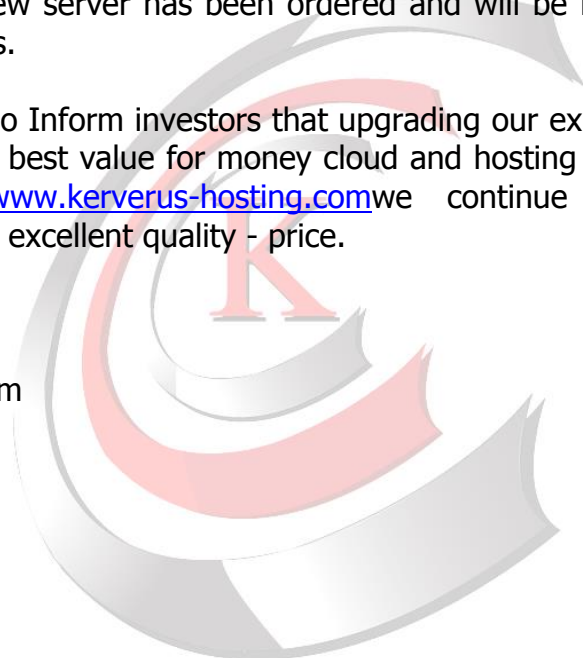 ew server has been ordered and will be
s.
o Inform investors that upgrading our ex
best value for money cloud and hosting
www.kerverus-hosting.comwe continue
excellent quality - price.
K
m